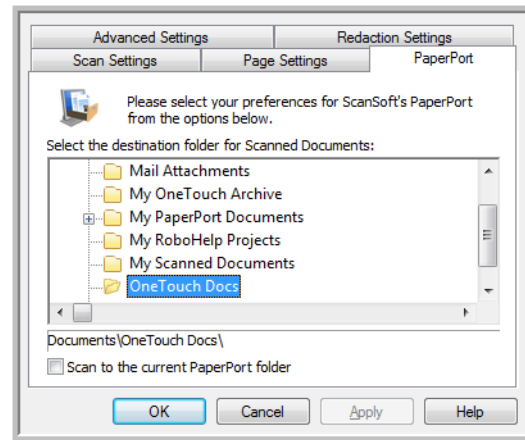 Advanced Settings Redaction Settings
Scan Settings Page Settings PaperPort
Please select your preferences for ScanSoft's PaperPort
from the options below.
Select the destination folder for Scanned Documents:
Mail Attachments
My OneTouch Archive
My PaperPort Documents
My RoboHelp Projects
My Scanned Documents
OneTouch Docs
Documents\OneTouch Docs\
Scan to the current PaperPort folder
OK Cancel Apply Help